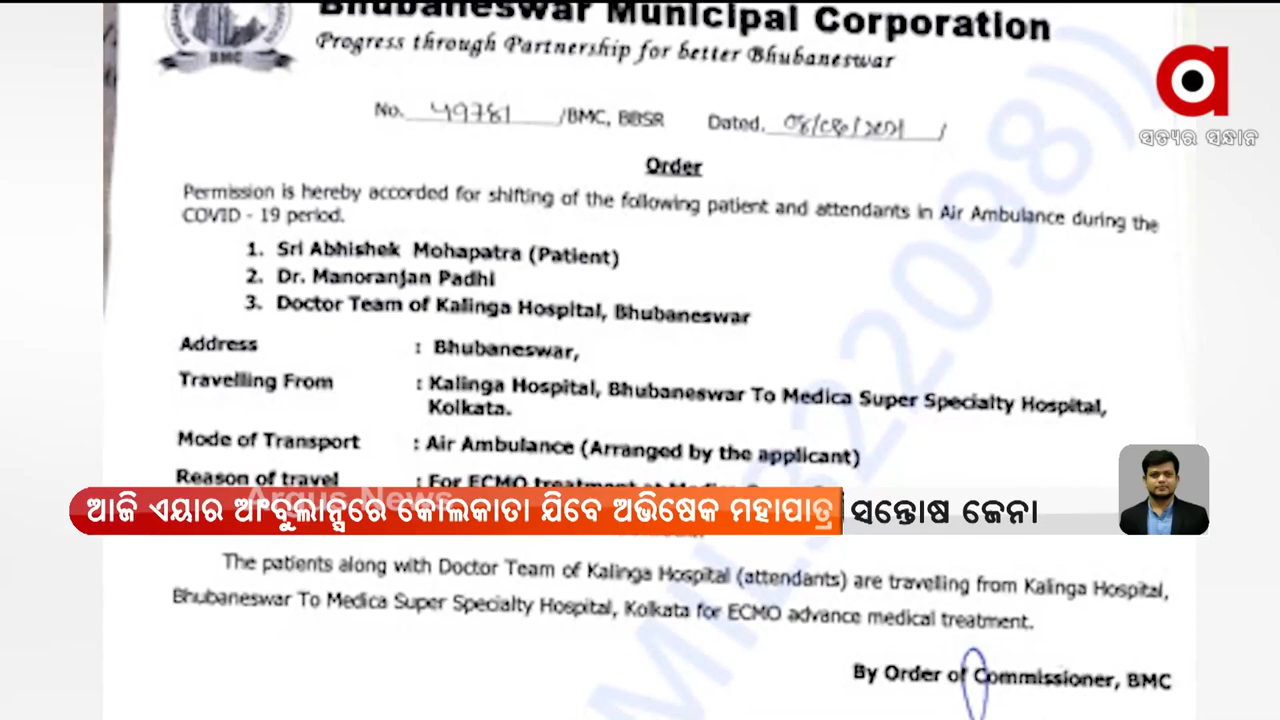 Bhubaneswar Municipal Corporation
Progress through Partnership for better Bhubaneswar
BMC
ସତ୍ୟର ସନ୍ଧାନ
No. 49781 /BMC, BBSR Dated.
Order
Permission is hereby accorded for shifting of the following patient and attendants in Air Ambulance during the
COVID - 19 period.
1. Sri Abhishek Mohapatra (Patient)
2. Dr. Manoranjan Padhi
3. Doctor Team of Kalinga Hospital, Bhubaneswar
Address : Bhubaneswar,
Travelling From : Kalinga Hospital, Bhubaneswar To Medica Super Specialty Hospital,
Kolkata.
Mode of Transport : Air Ambulance (Arranged by the applicant)
Reason of travel : For ECMO treatment at
Argus News
ଆଜି ଏୟାର ଆଂବୁଲାନ୍ସରେ କୋଲକାତା ଯିବେ ଅଭିଷେକ ମହାପାତ୍ର
ସନ୍ତୋଷ ଜେନା
The patients along with Doctor Team of Kalinga Hospital (attendants) are travelling from Kalinga Hospital,
Bhubaneswar To Medica Super Specialty Hospital, Kolkata for ECMO advance medical treatment.
By Order of Commissioner, BMC